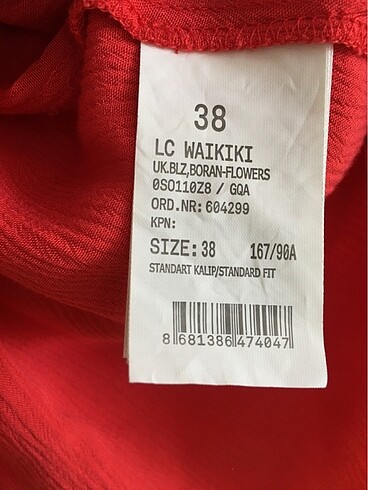 38
LC WAIKIKI
UK.BLZ,BORAN-FLOWERS
0SO110Z8 / GQA
ORD.NR: 604299
KPN:
SIZE: 38 167/90A
STANDART KALIP/STANDARD FIT
8 681386 474047